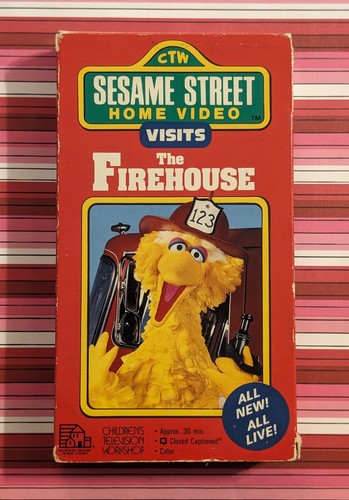 CTW
SESAME STREET
HOME VIDEO TM
VISITS
The
FIREHOUSE
123
ALL
NEW!
ALL
LIVE!
CHILDREN'S
TELEVISION
WORKSHOP
• Approx. 30 min.
• Closed Captioned®
• Color